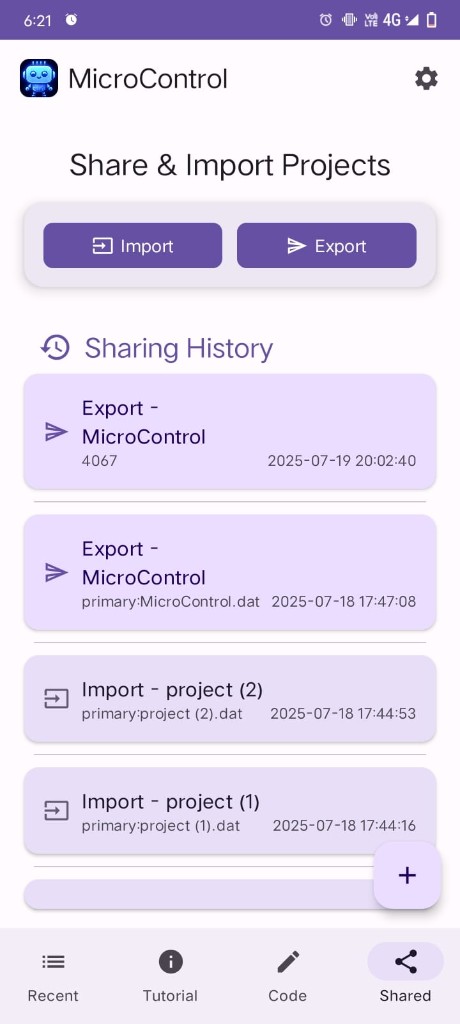 6:21
Vo)) LTE 4G
MicroControl
Share & Import Projects
Import
Export
Sharing History
Export -
MicroControl
4067 2025-07-19 20:02:40
Export -
MicroControl
primary:MicroControl.dat 2025-07-18 17:47:08
Import - project (2)
primary:project (2).dat 2025-07-18 17:44:53
Import - project (1)
primary:project (1).dat 2025-07-18 17:44:16
+
Recent
Tutorial
Code
Shared